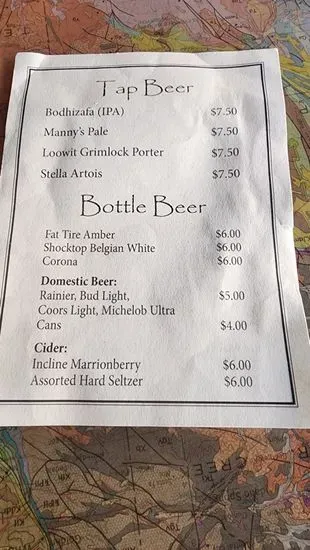 Tap Beer
Bodhizafa (IPA) $7.50
Manny's Pale $7.50
Loowit Grimlock Porter $7.50
Stella Artois $7.50
Bottle Beer
Fat Tire Amber $6.00
Shocktop Belgian White $6.00
Corona $6.00
Domestic Beer:
Rainier, Bud Light, $5.00
Coors Light, Michelob Ultra
Cans $4.00
Cider:
Incline Marrionberry $6.00
Assorted Hard Seltzer $6.00